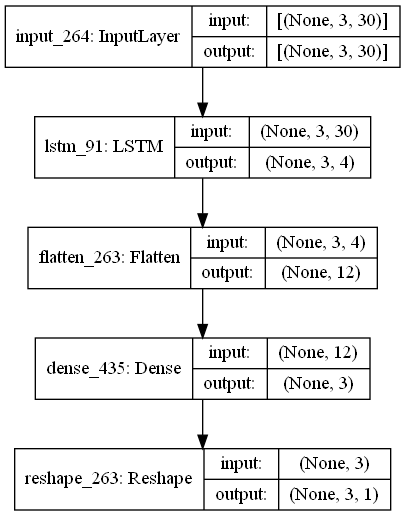 input_264: InputLayer
input: [(None, 3, 30)]
output: [(None, 3, 30)]
lstm_91: LSTM
input: (None, 3, 30)
output: (None, 3, 4)
flatten_263: Flatten
input: (None, 3, 4)
output: (None, 12)
dense_435: Dense
input: (None, 12)
output: (None, 3)
reshape_263: Reshape
input: (None, 3)
output: (None, 3, 1)